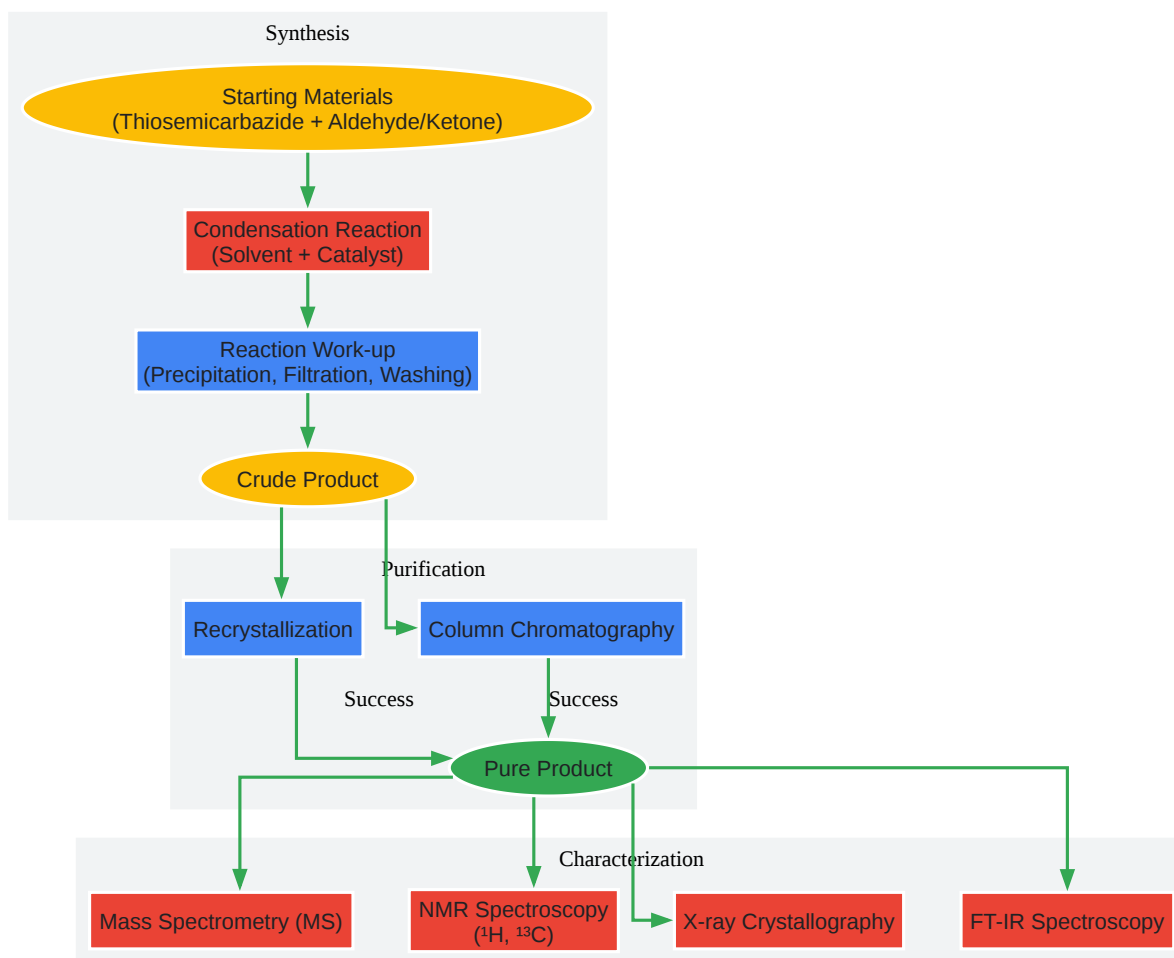 Synthesis
Starting Materials
(Thiosemicarbazide + Aldehyde/Ketone)
Condensation Reaction
(Solvent + Catalyst)
Reaction Work-up
(Precipitation, Filtration, Washing)
Crude Product
Purification
Recrystallization
Column Chromatography
Success
Success
Pure Product
Characterization
Mass Spectrometry (MS)
NMR Spectroscopy
(¹H, ¹³C)
X-ray Crystallography
FT-IR Spectroscopy